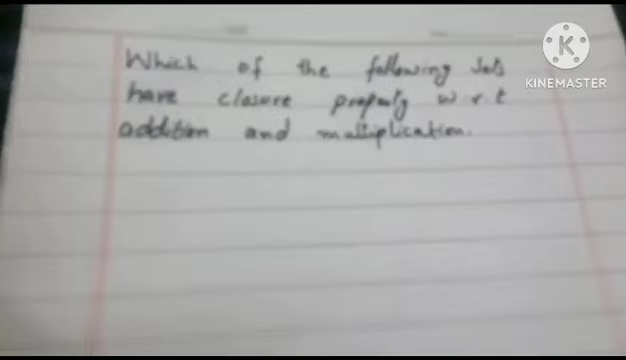 Which of the following sets
KINEMASTER
have closure property w.r.t
addition and multiplication.